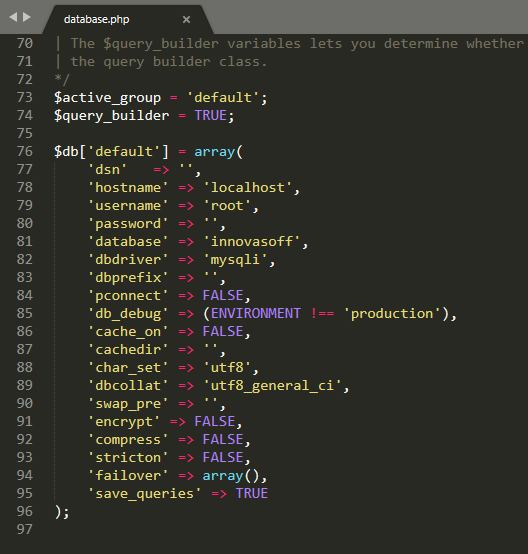 database.php ×
70 | The $query_builder variables lets you determine whether
71 | the query builder class.
72 */
73 $active_group = 'default';
74 $query_builder = TRUE;
75
76 $db['default'] = array(
77     'dsn'   => '',
78     'hostname' => 'localhost',
79     'username' => 'root',
80     'password' => '',
81     'database' => 'innovasoff',
82     'dbdriver' => 'mysqli',
83     'dbprefix' => '',
84     'pconnect' => FALSE,
85     'db_debug' => (ENVIRONMENT !== 'production'),
86     'cache_on' => FALSE,
87     'cachedir' => '',
88     'char_set' => 'utf8',
89     'dbcollat' => 'utf8_general_ci',
90     'swap_pre' => '',
91     'encrypt' => FALSE,
92     'compress' => FALSE,
93     'stricton' => FALSE,
94     'failover' => array(),
95     'save_queries' => TRUE
96 );
97